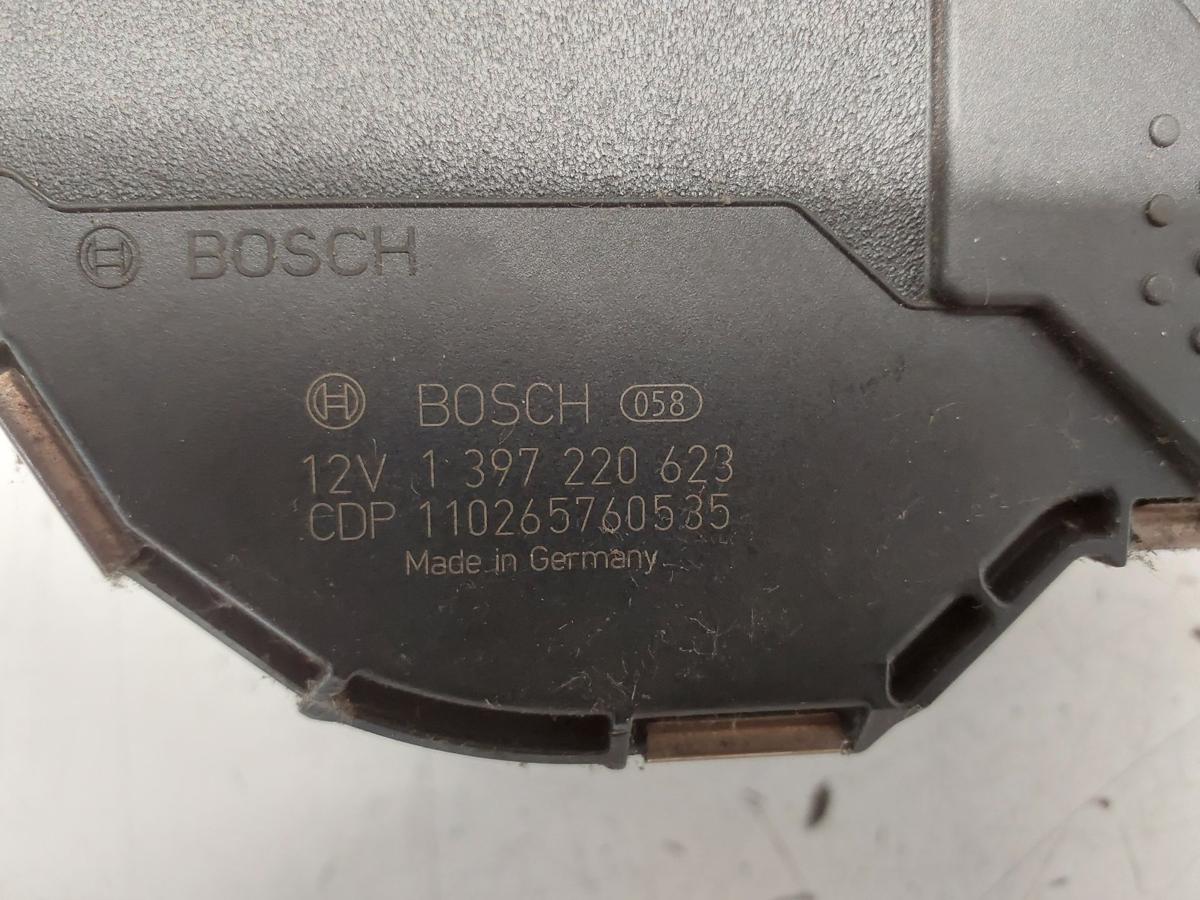 BOSCH
BOSCH 058
12V 1 397 220 623
CDP 110265760535
Made in Germany